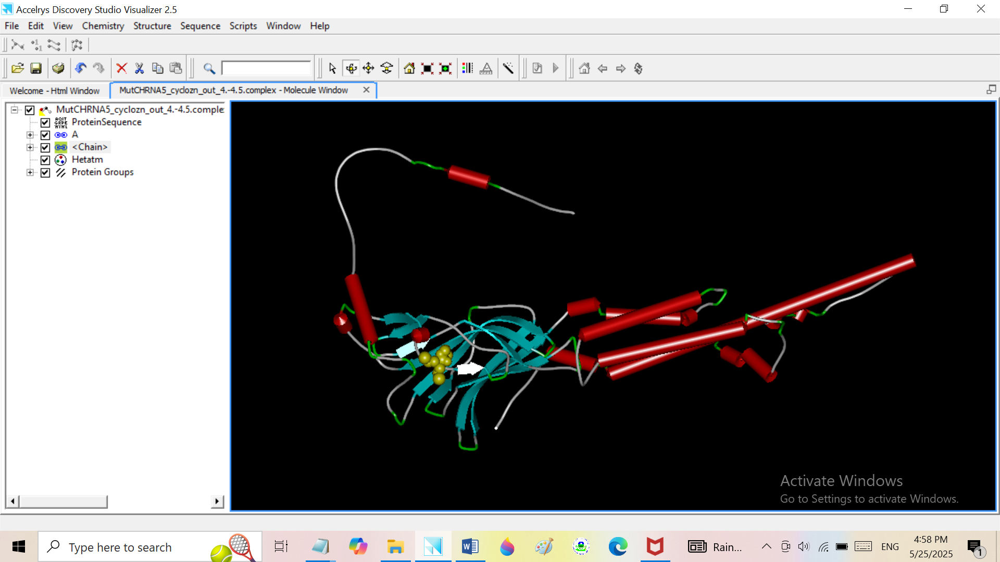 Accelrys Discovery Studio Visualizer 2.5
File Edit View Chemistry Structure Sequence Scripts Window Help
Welcome - Html Window
MutCHRNA5_cyclozn_out_4.-4.5.complex - Molecule Window
MutCHRNA5_cyclozn_out_4.-4.5.comple
ProteinSequence
A
<Chain>
Hetatm
Protein Groups
Activate Windows
Go to Settings to activate Windows.
Type here to search
Rain...
ENG
4:58 PM
5/25/2025
1